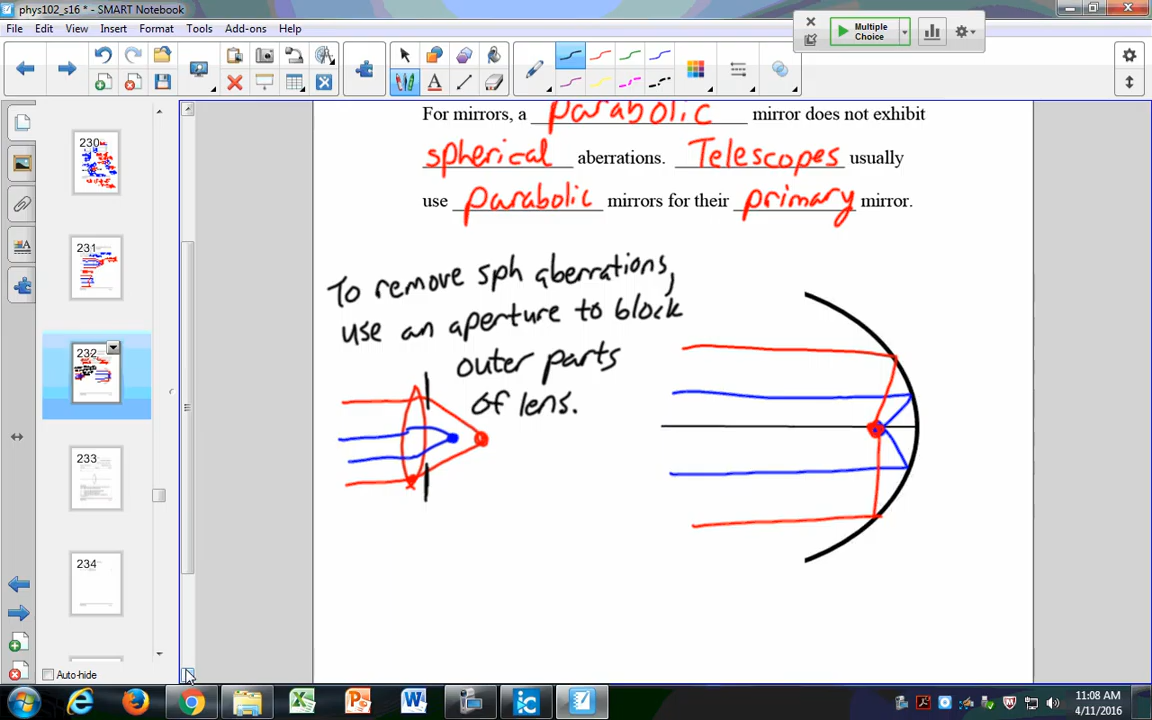 phys102_s16 * - SMART Notebook
File Edit View Insert Format Tools Add-ons Help
Multiple
Choice
For mirrors, a parabolic mirror does not exhibit
spherical aberrations. Telescopes usually
use parabolic mirrors for their primary mirror.
To remove sph aberrations,
use an aperture to block
outer parts
of lens.
230
231
232
233
234
Auto-hide
11:08 AM
4/11/2016